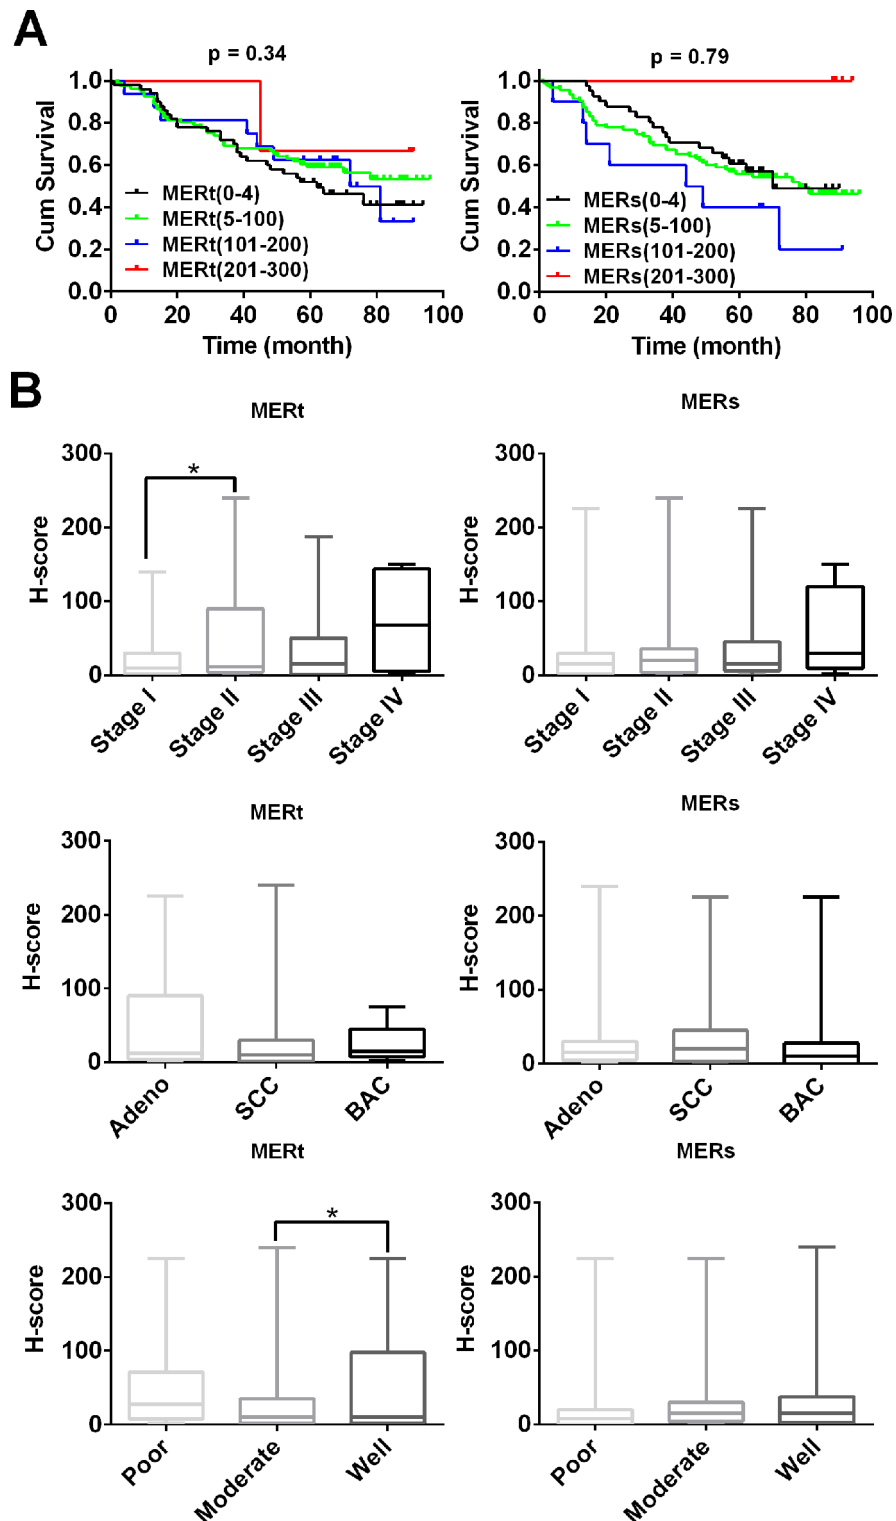 A
p = 0.34
p = 0.79
1.0
0.8
0.6
0.4
0.2
0.0
Cum Survival
MERt(0-4)
MERt(5-100)
MERt(101-200)
MERt(201-300)
0 20 40 60 80 100
Time (month)
1.0
0.8
0.6
0.4
0.2
0.0
Cum Survival
MERs(0-4)
MERs(5-100)
MERs(101-200)
MERs(201-300)
0 20 40 60 80 100
Time (month)
B
MERt
300
200
100
0
H-score
*
Stage I
Stage II
Stage III
Stage IV
MERs
300
200
100
0
H-score
Stage I
Stage II
Stage III
Stage IV
MERt
300
200
100
0
H-score
Adeno
SCC
BAC
MERs
300
200
100
0
H-score
Adeno
SCC
BAC
MERt
300
200
100
0
H-score
*
Poor
Moderate
Well
MERs
300
200
100
0
H-score
Poor
Moderate
Well